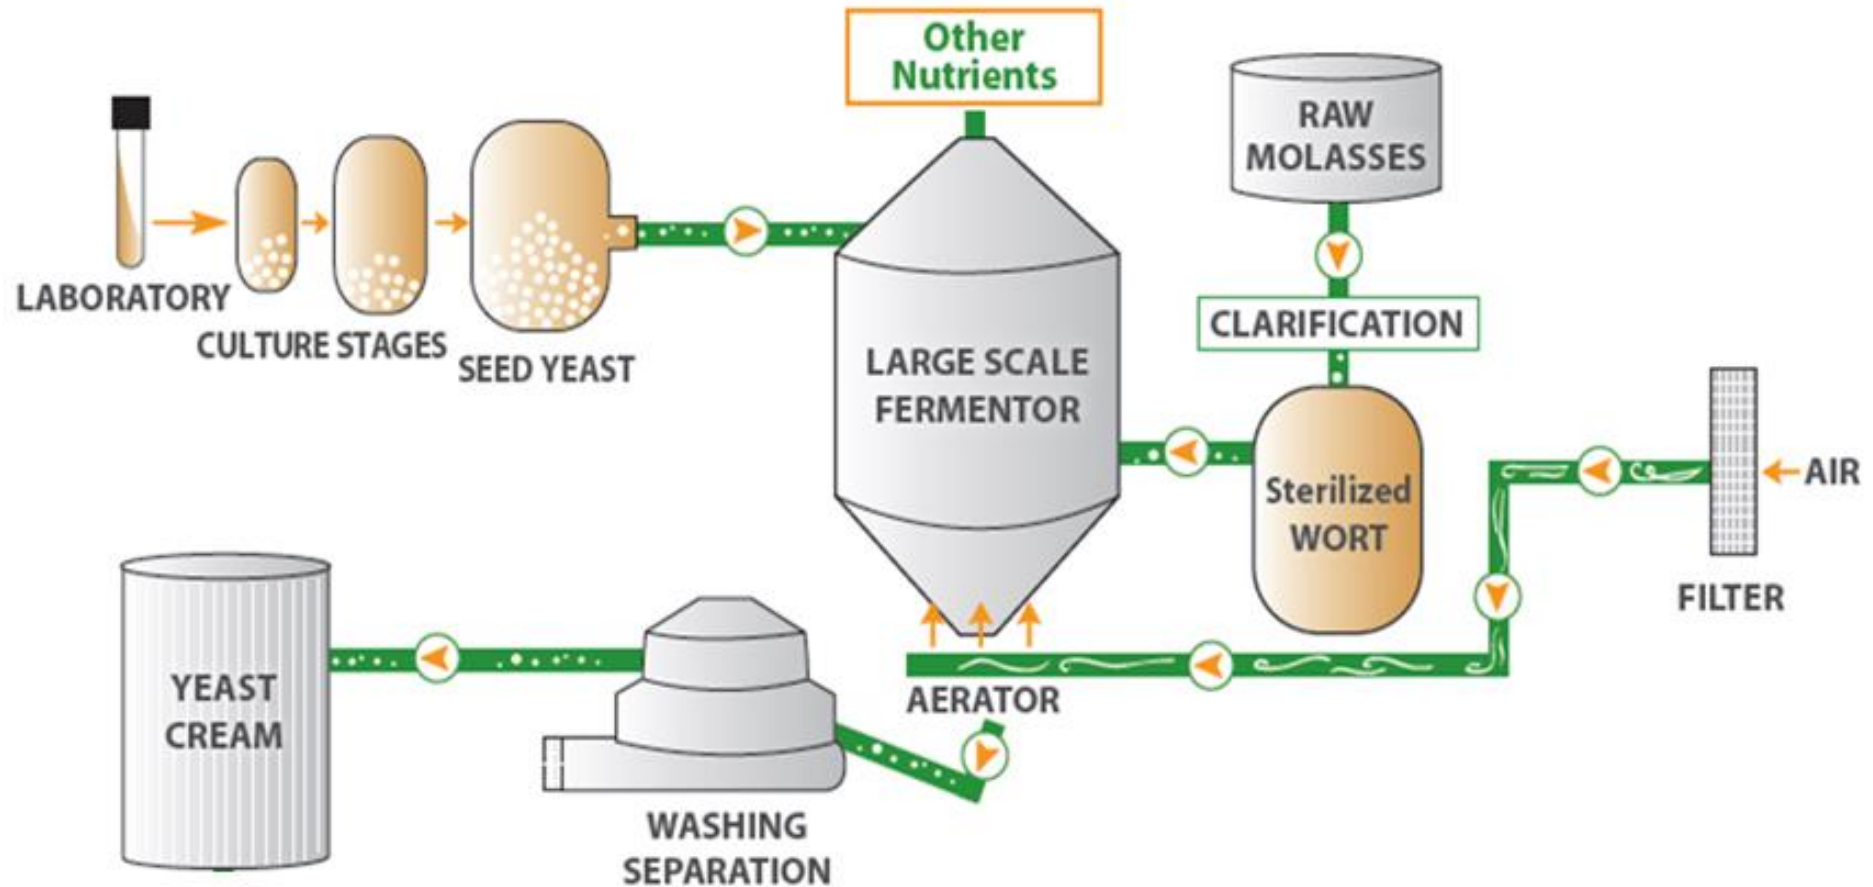 Other
Nutrients
RAW
MOLASSES
LABORATORY
CULTURE STAGES
SEED YEAST
LARGE SCALE
FERMENTOR
CLARIFICATION
Sterilized
WORT
AIR
FILTER
AERATOR
YEAST
CREAM
WASHING
SEPARATION